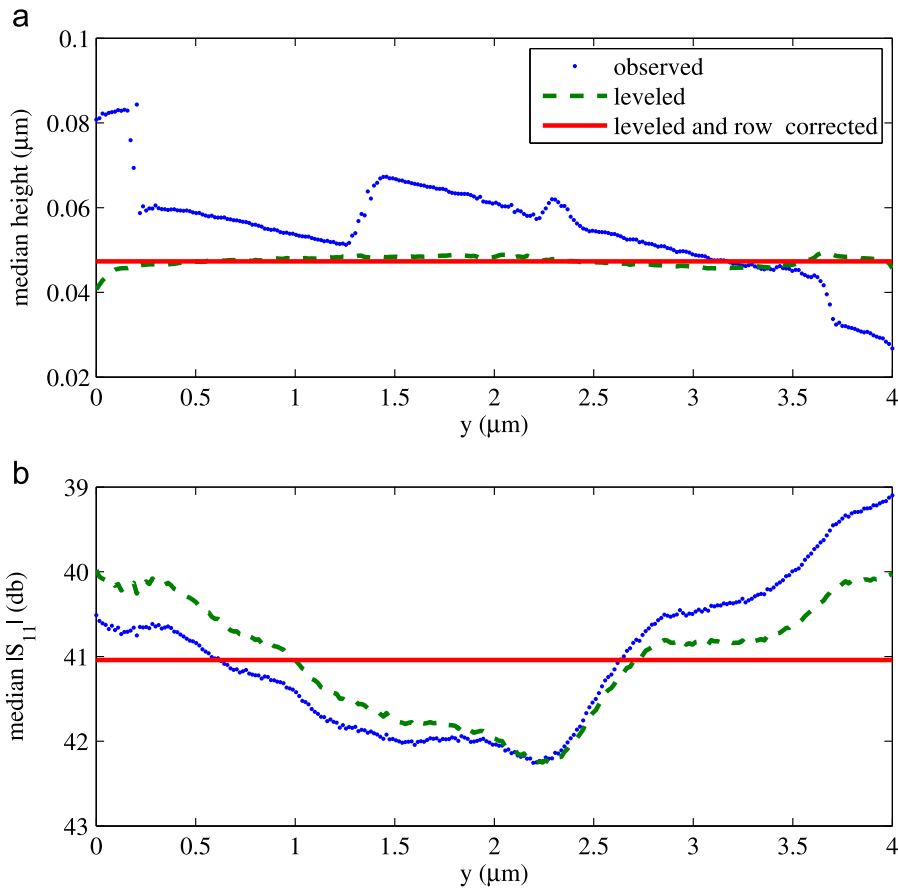 a
0.1
0.08
0.06
0.04
0.02
median height (μm)
observed
leveled
leveled and row corrected
0 0.5 1 1.5 2 2.5 3 3.5 4
y (μm)
b
39
40
41
42
43
median |S11| (db)
0 0.5 1 1.5 2 2.5 3 3.5 4
y (μm)